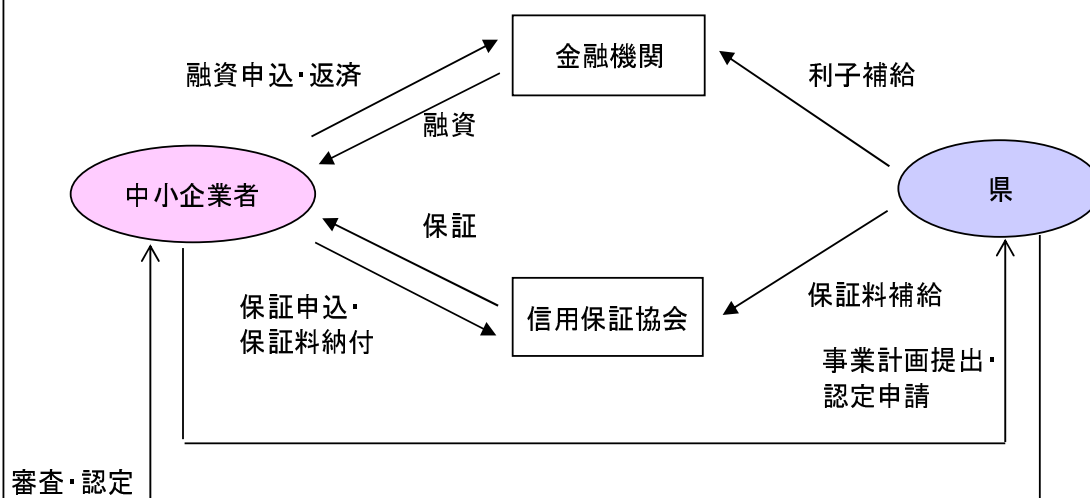 金融機関
融資申込・返済
利子補給
融資
中小企業者
県
保証
保証申込・
保証料納付
信用保証協会
保証料補給
事業計画提出・
認定申請
審査・認定